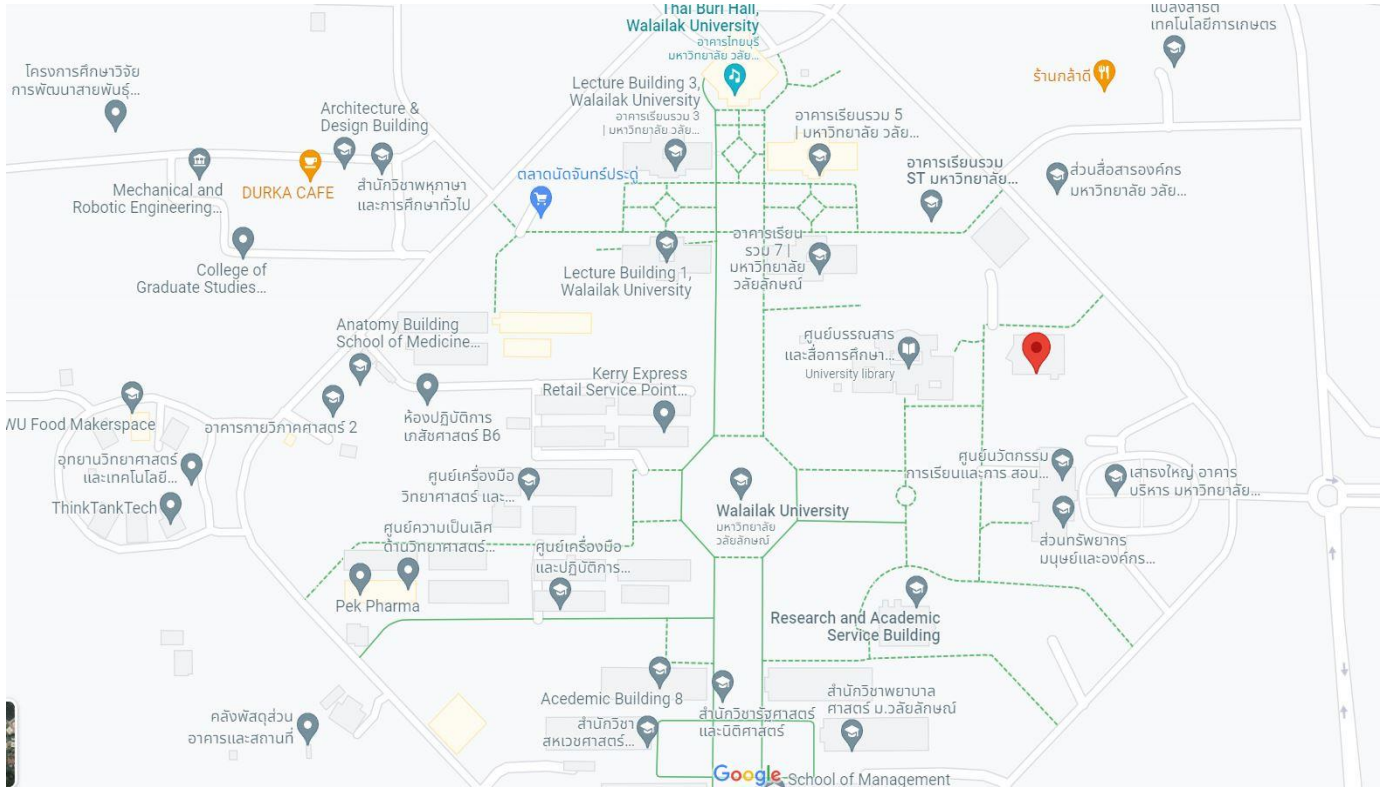 Thai Buri Hall,
Walailak University
อาคารไทยบุรี
มหาวิทยาลัย วลัย...
แปลงสาธิต
เทคโนโลยีการเกษตร
โครงการศึกษาวิจัย
การพัฒนาสายพันธุ์...
Lecture Building 3,
Walailak University
อาคารเรียนรวม 3
| มหาวิทยาลัย วลัย...
ร้านกล้าดี
Architecture &
Design Building
อาคารเรียนรวม 5
| มหาวิทยาลัย วลัย...
Mechanical and
Robotic Engineering...
DURKA CAFE
สำนักวิชาพหุภาษา
และการศึกษาทั่วไป
ตลาดนัดจันทร์ประดู่
อาคารเรียนรวม
ST มหาวิทยาลัย...
ส่วนสื่อสารองค์กร
มหาวิทยาลัย วลัย...
College of
Graduate Studies...
Lecture Building 1,
Walailak University
อาคารเรียน
รวม 7 |
มหาวิทยาลัย
วลัยลักษณ์
Anatomy Building
School of Medicine...
ศูนย์บรรณสาร
และสื่อการศึกษา...
University library
Kerry Express
Retail Service Point...
WU Food Makerspace
อาคารกายวิภาคศาสตร์ 2
ห้องปฏิบัติการ
เภสัชศาสตร์ B6
อุทยานวิทยาศาสตร์
และเทคโนโลยี...
ThinkTankTech
ศูนย์เครื่องมือ
วิทยาศาสตร์ และ...
Walailak University
มหาวิทยาลัย
วลัยลักษณ์
ศูนย์นวัตกรรม
การเรียนและการ สอน...
เสาธงใหญ่ อาคาร
บริหาร มหาวิทยาลัย...
ศูนย์ความเป็นเลิศ
ด้านวิทยาศาสตร์...
ศูนย์เครื่องมือ
และปฏิบัติการ...
ส่วนทรัพยากร
มนุษย์และองค์กร...
Pek Pharma
Research and Academic
Service Building
Acedemic Building 8
คลังพัสดุส่วน
อาคารและสถานที่
สำนักวิชา
สหเวชศาสตร์...
สำนักวิชารัฐศาสตร์
และนิติศาสตร์
สำนักวิชาพยาบาล
ศาสตร์ ม.วลัยลักษณ์
Google
School of Management